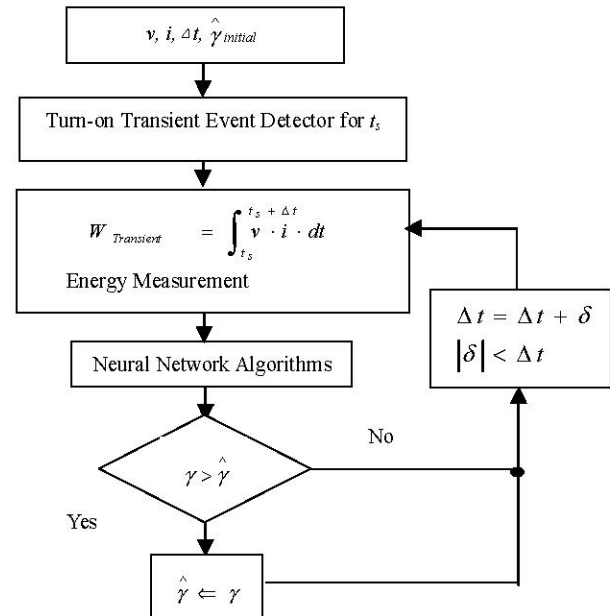 v, i, Δt, γ̂ initial
Turn-on Transient Event Detector for ts
W Transient = ∫ ts ts + Δt v · i · dt
Energy Measurement
Δt = Δt + δ
|δ| < Δt
Neural Network Algorithms
No
γ > γ̂
Yes
γ̂ ⇐ γ